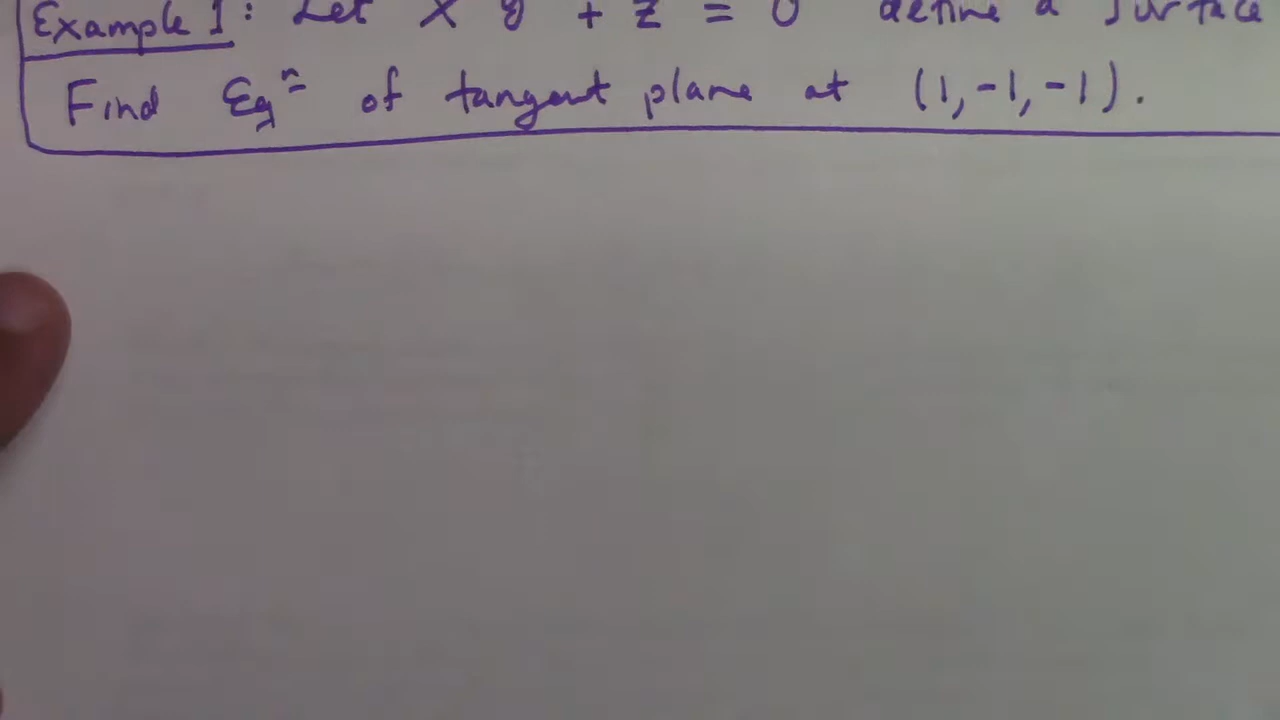 Example 1: Let x y + z = 0 define a surface
Find Eqⁿ of tangent plane at (1, -1, -1).